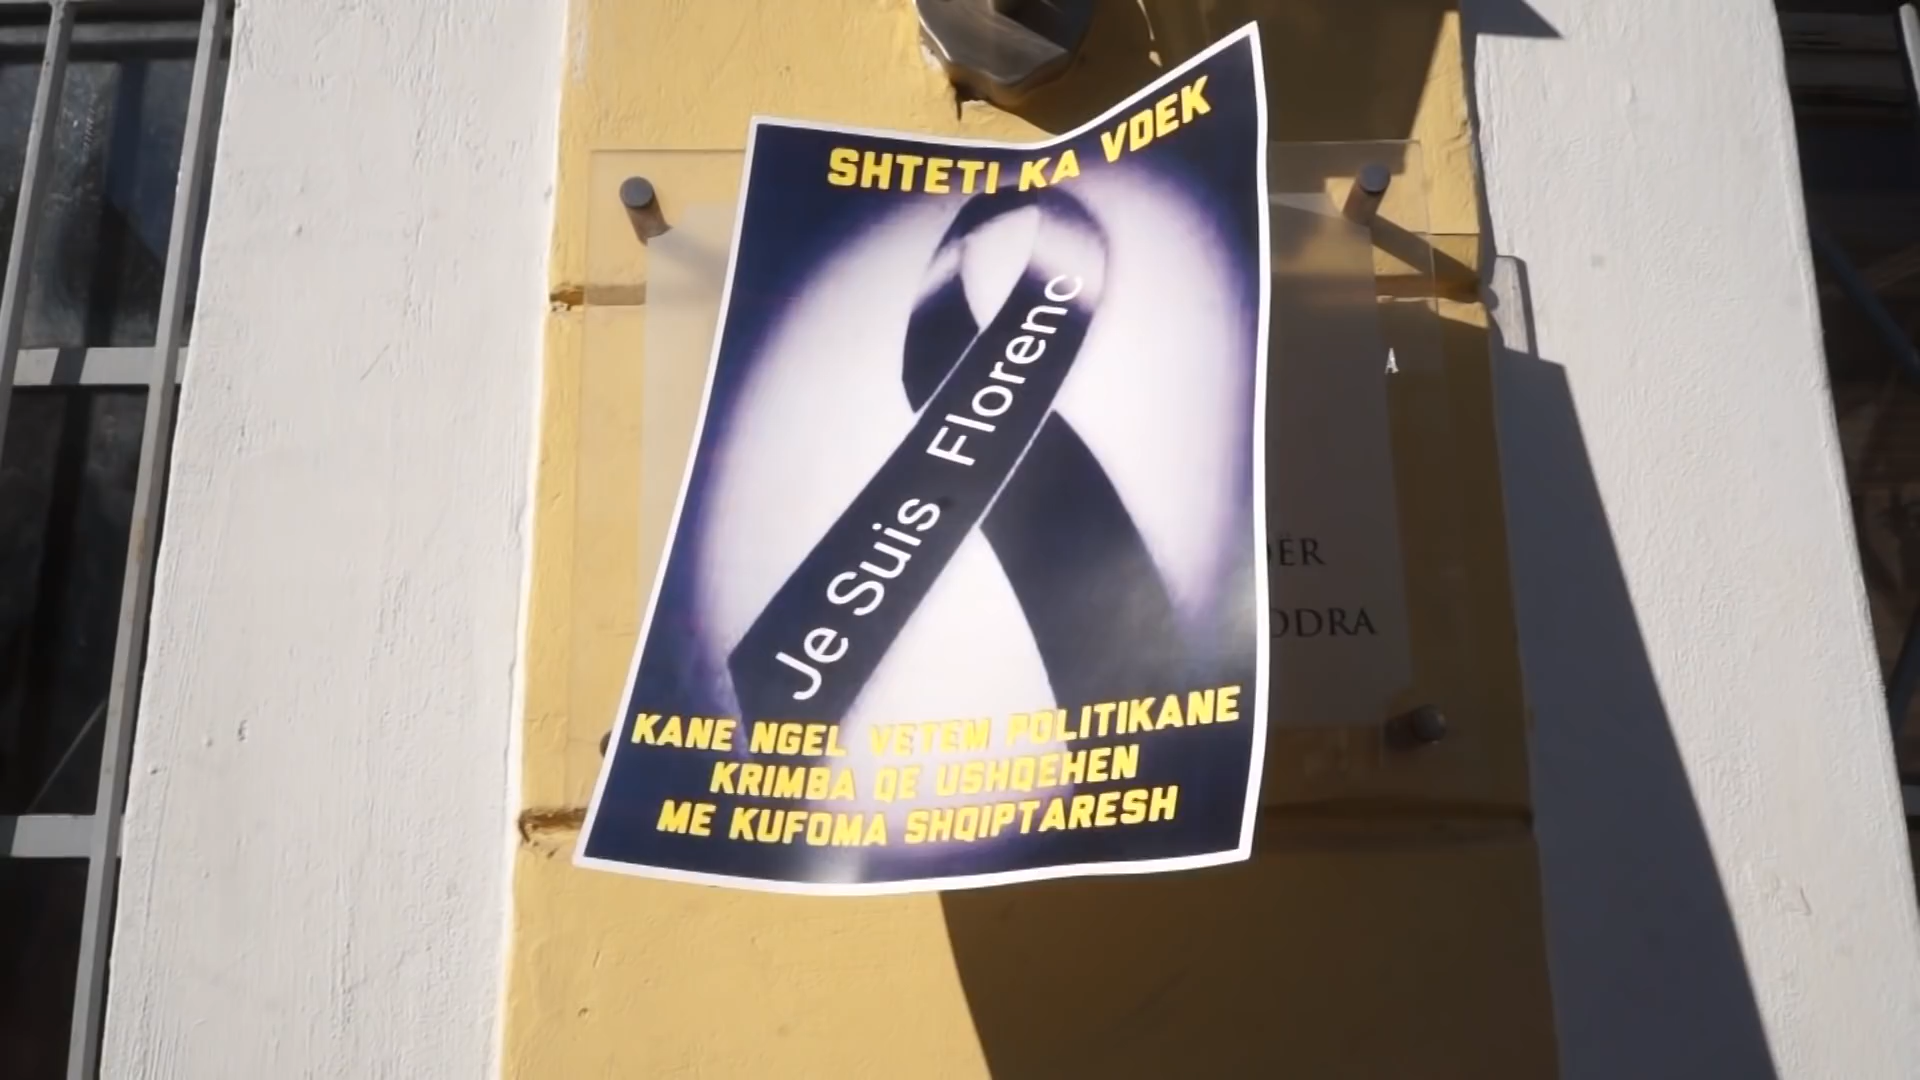 SHTETI KA VDEK
Je Suis Florenc
KANE NGEL VETEM POLITIKANE
KRIMBA QE USHQEHEN
ME KUFOMA SHQIPTARESH
A